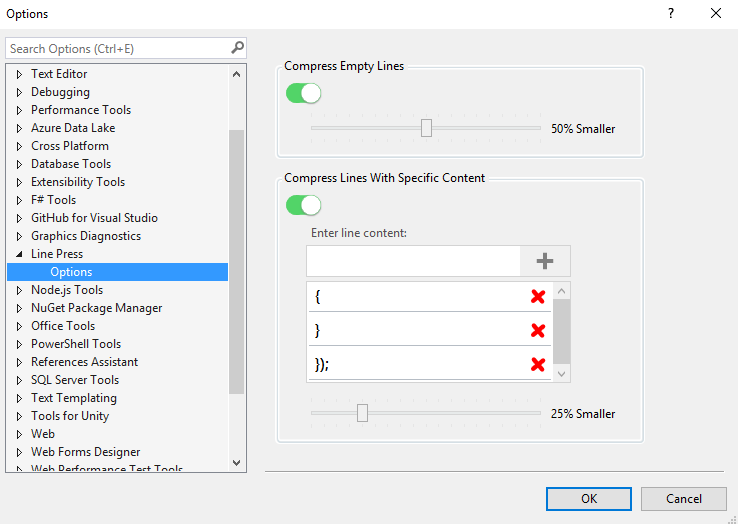 Options
?
Search Options (Ctrl+E)
Text Editor
Debugging
Performance Tools
Azure Data Lake
Cross Platform
Database Tools
Extensibility Tools
F# Tools
GitHub for Visual Studio
Graphics Diagnostics
Line Press
Options
Node.js Tools
NuGet Package Manager
Office Tools
PowerShell Tools
References Assistant
SQL Server Tools
Text Templating
Tools for Unity
Web
Web Forms Designer
Web Performance Test Tools
Compress Empty Lines
50% Smaller
Compress Lines With Specific Content
Enter line content:
{
}
});
25% Smaller
OK
Cancel